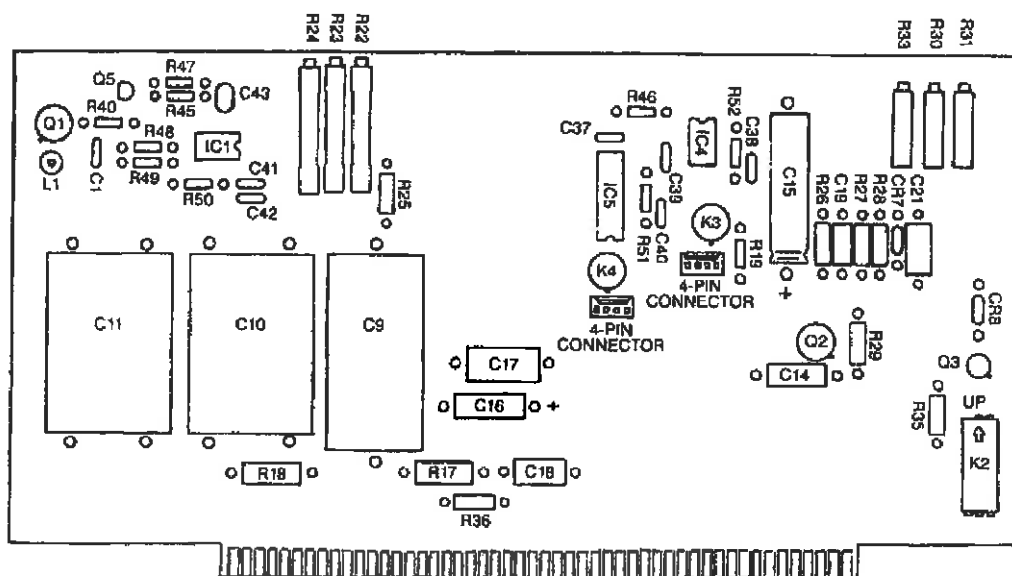 R24
R23
R22
R33
R30
R31
Q5
R47
R45
C43
R40
Q1
R48
IC1
L1
C1
R49
R50
C41
C42
R25
R46
C37
R52
C38
IC4
IC5
C39
C15
K3
R51
C40
R19
K4
4-PIN
CONNECTOR
4-PIN
CONNECTOR
+
R26
C19
R27
R28
CR7
C21
C11
C10
C9
C17
C16
+
Q2
R29
C14
CR8
Q3
R35
UP
K2
R18
R17
C18
R36